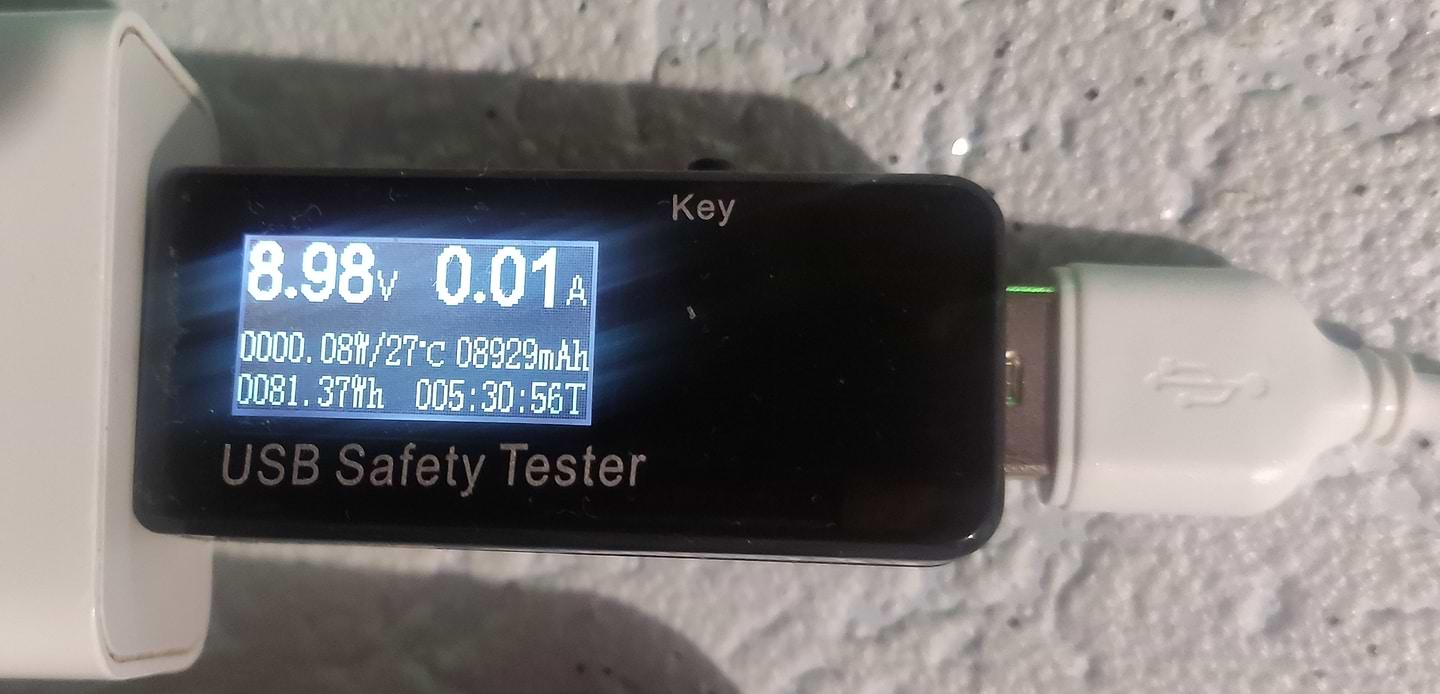 Key
8.98V 0.01A
0000.08W/27℃ 08929mAh
0081.37Wh 005:30:56T
USB Safety Tester